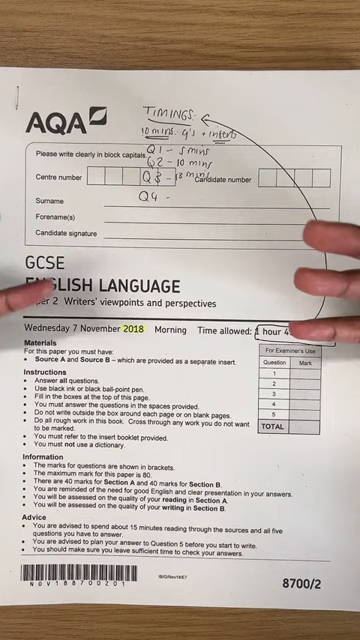 TIMINGS:
AQA
10 mins: Q's + inserts
Please write clearly in block capitals.
Q1 - 5 mins
Q2 - 10 mins
Centre number
Q3 - 13 mins
Candidate number
Surname
Q4 -
Forename(s)
Candidate signature
GCSE
ENGLISH LANGUAGE
er 2 Writers' viewpoints and perspectives
Wednesday 7 November 2018 Morning Time allowed: 1 hour 4
Materials
For this paper you must have:
• Source A and Source B – which are provided as a separate insert.
Instructions
• Answer all questions.
• Use black ink or black ball-point pen.
• Fill in the boxes at the top of this page.
• You must answer the questions in the spaces provided.
• Do not write outside the box around each page or on blank pages.
• Do all rough work in this book. Cross through any work you do not want
to be marked.
• You must refer to the insert booklet provided.
• You must not use a dictionary.
For Examiner's Use
Question Mark
1
2
3
4
5
TOTAL
Information
• The marks for questions are shown in brackets.
• The maximum mark for this paper is 80.
• There are 40 marks for Section A and 40 marks for Section B.
• You are reminded of the need for good English and clear presentation in your answers.
• You will be assessed on the quality of your reading in Section A.
• You will be assessed on the quality of your writing in Section B.
Advice
• You are advised to spend about 15 minutes reading through the sources and all five
questions you have to answer.
• You are advised to plan your answer to Question 5 before you start to write.
• You should make sure you leave sufficient time to check your answers.
NOV188700201
IB/G/Nov18/E7
8700/2